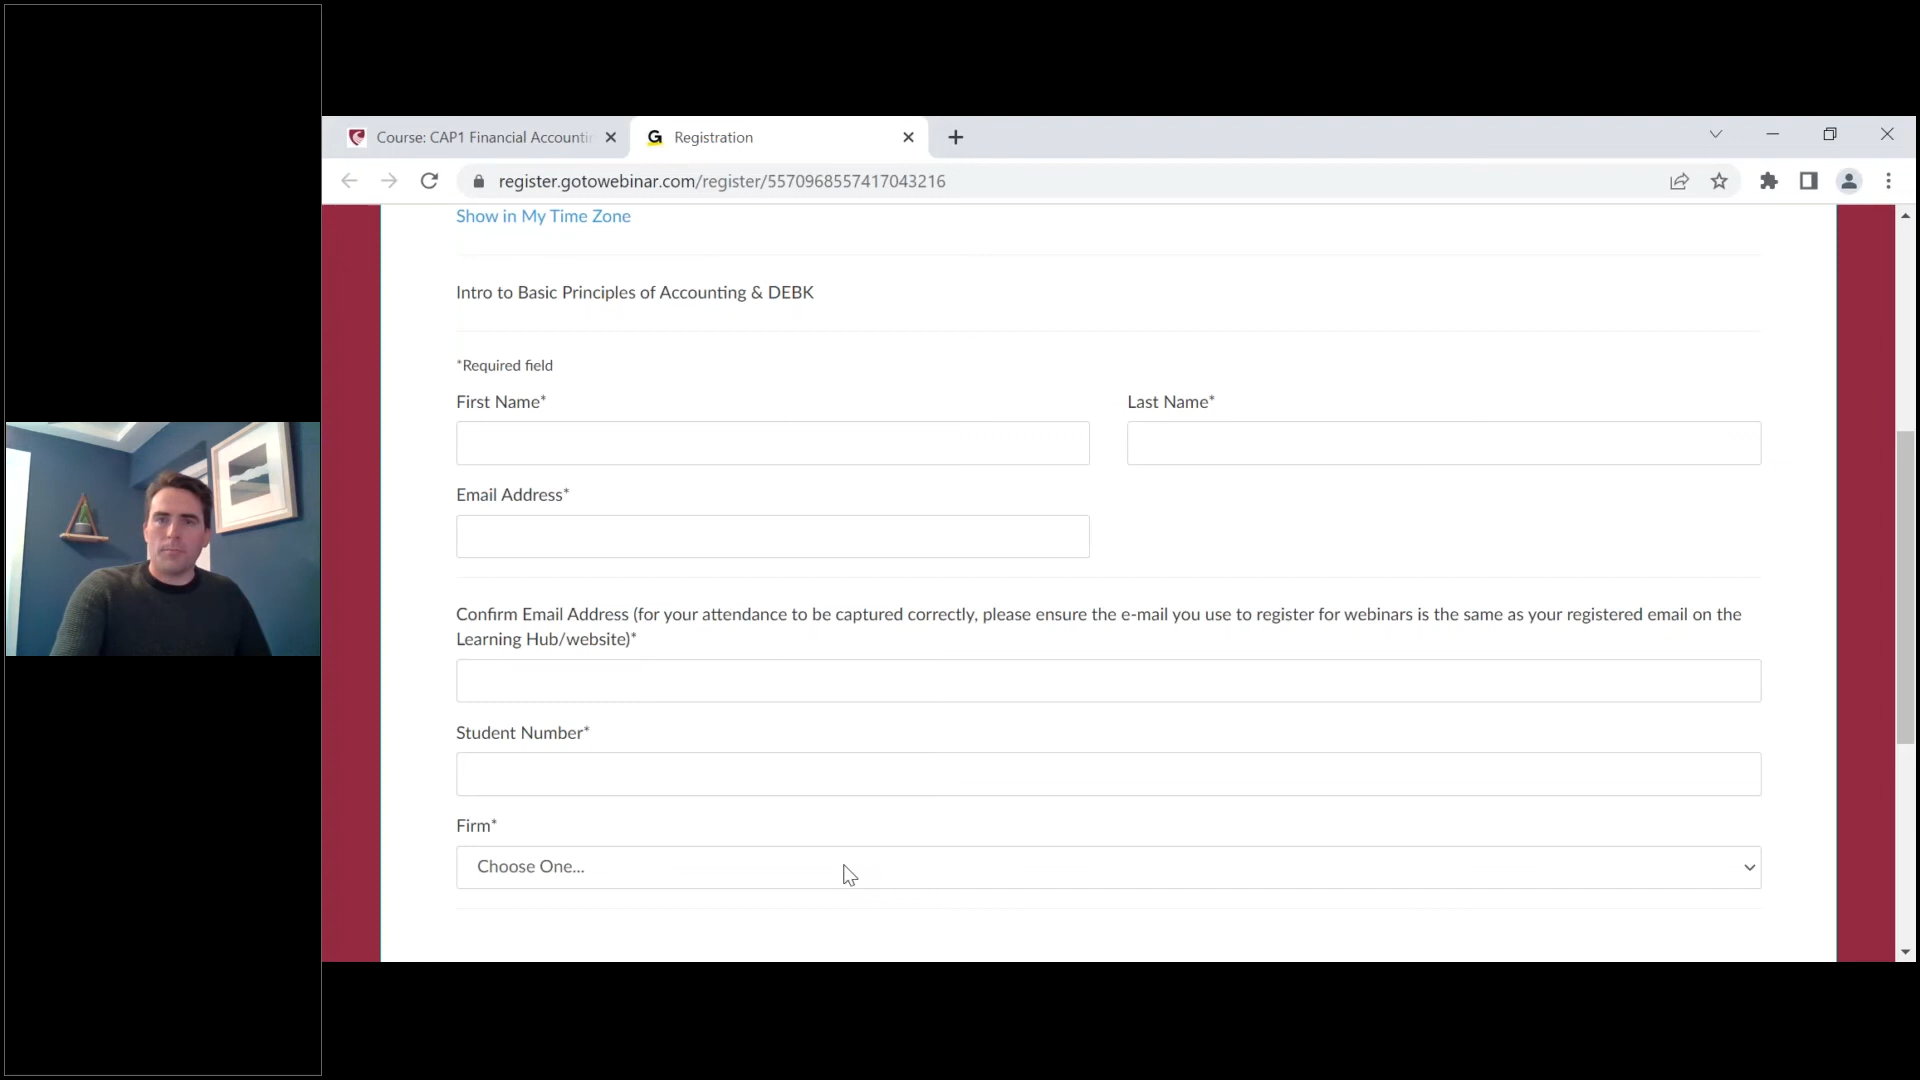 Course: CAP1 Financial Accounti
Registration
register.gotowebinar.com/register/5570968557417043216
Show in My Time Zone
Intro to Basic Principles of Accounting & DEBK
*Required field
First Name*
Last Name*
Email Address*
Confirm Email Address (for your attendance to be captured correctly, please ensure the e-mail you use to register for webinars is the same as your registered email on the
Learning Hub/website)*
Student Number*
Firm*
Choose One...